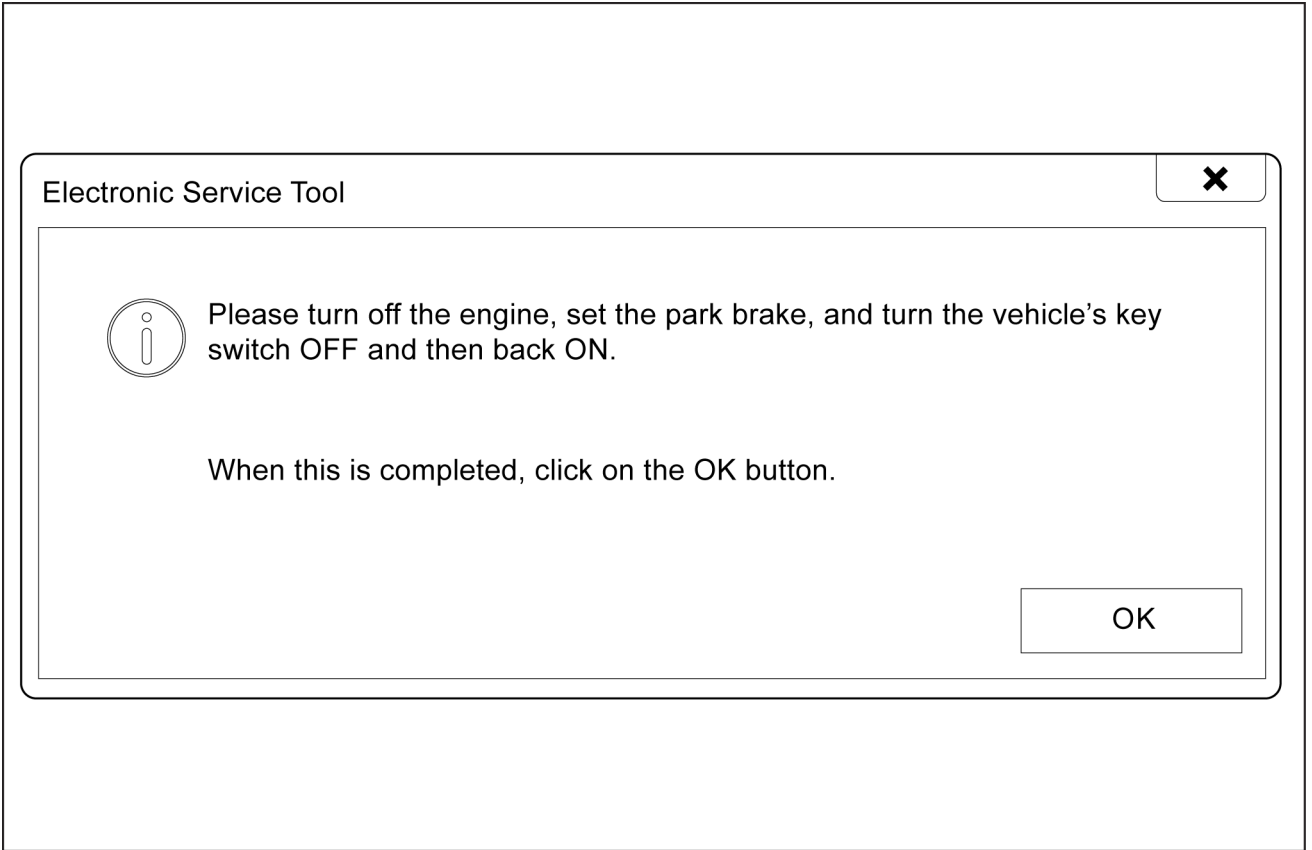 Electronic Service Tool
Please turn off the engine, set the park brake, and turn the vehicle’s key
switch OFF and then back ON.
When this is completed, click on the OK button.
OK